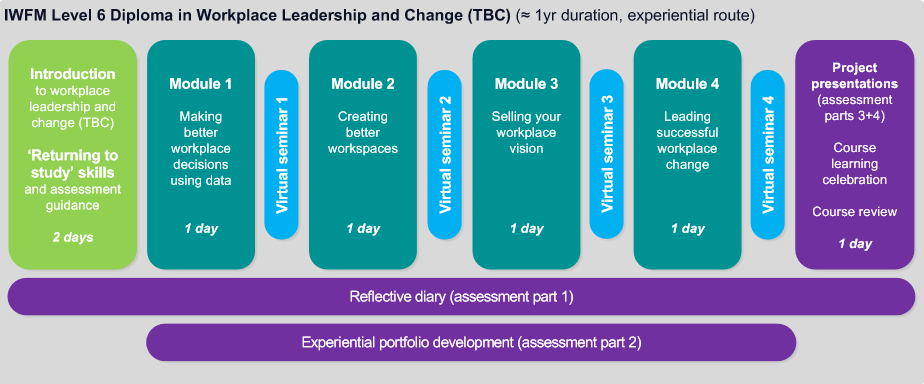 IWFM Level 6 Diploma in Workplace Leadership and Change (TBC) (≈ 1yr duration, experiential route)
Introduction
to workplace
leadership and
change (TBC)
‘Returning to
study’ skills
and assessment
guidance
2 days
Module 1
Making
better
workplace
decisions
using data
1 day
Virtual seminar 1
Module 2
Creating
better
workspaces
1 day
Virtual seminar 2
Module 3
Selling your
workplace
vision
1 day
Virtual seminar 3
Module 4
Leading
successful
workplace
change
1 day
Virtual seminar 4
Project
presentations
(assessment
parts 3+4)
Course
learning
celebration
Course review
1 day
Reflective diary (assessment part 1)
Experiential portfolio development (assessment part 2)